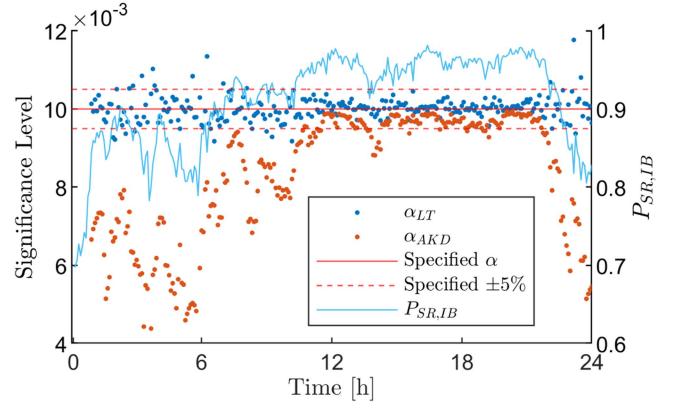 ×10⁻³
12
10
8
6
4
Significance Level
0
6
12
18
24
Time [h]
1
0.9
0.8
0.7
0.6
P_{SR,IB}
α_{LT}
α_{AKD}
Specified α
Specified ±5%
P_{SR,IB}